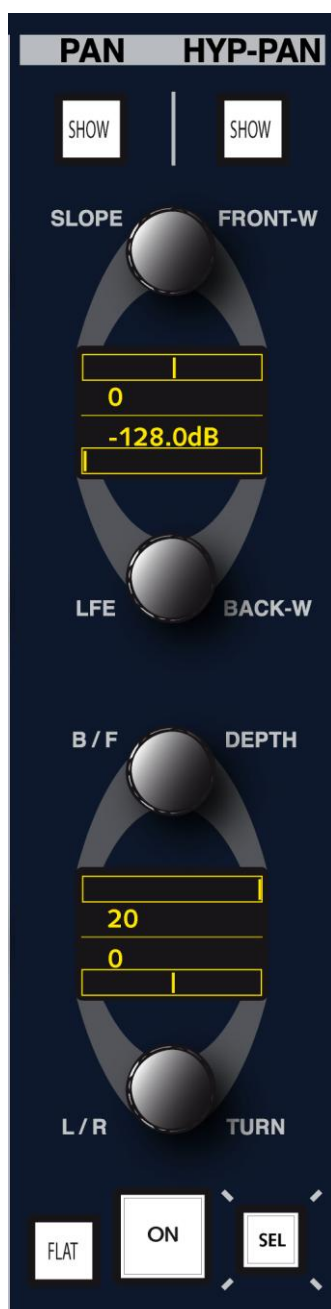 PAN HYP-PAN
SHOW SHOW
SLOPE FRONT-W
0
-128.0dB
LFE BACK-W
B / F DEPTH
20
0
L / R TURN
FLAT ON SEL